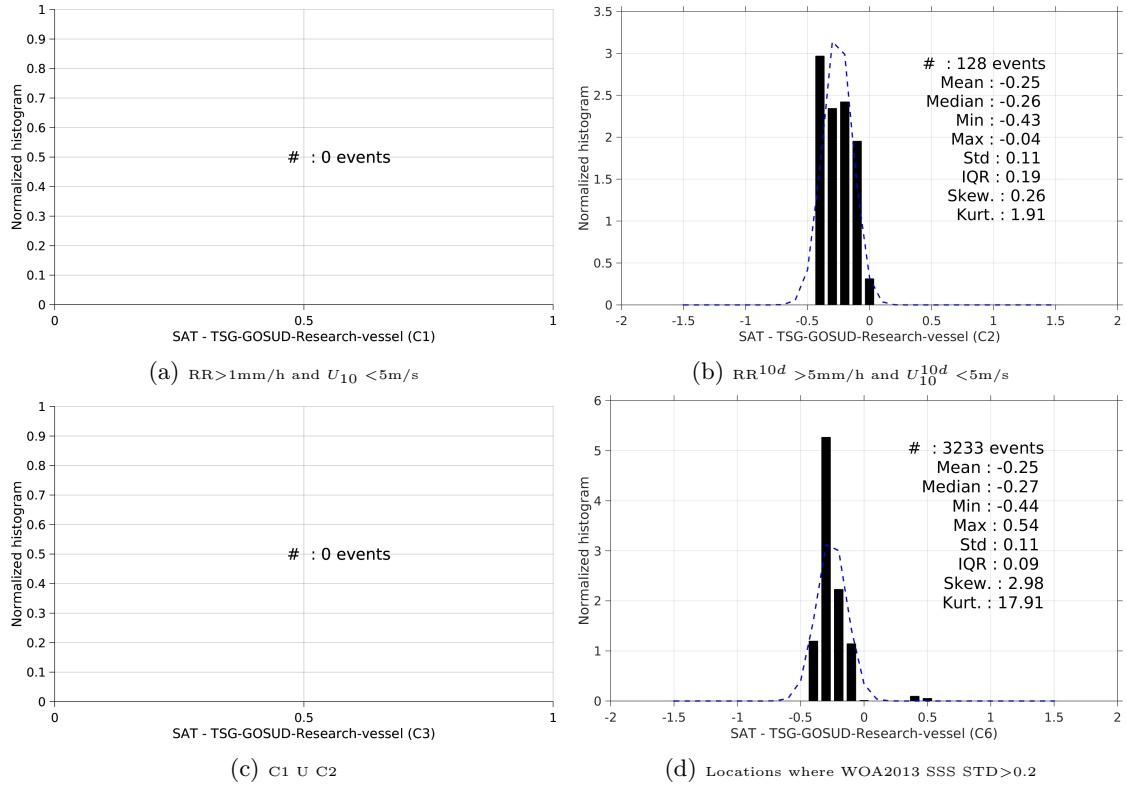 1
0.9
0.8
0.7
0.6
0.5
0.4
0.3
0.2
0.1
0
Normalized histogram
# : 0 events
0 0.5 1
SAT - TSG-GOSUD-Research-vessel (C1)
(a) RR>1mm/h and U10 <5m/s
3.5
3
2.5
2
1.5
1
0.5
0
Normalized histogram
# : 128 events
Mean : -0.25
Median : -0.26
Min : -0.43
Max : -0.04
Std : 0.11
IQR : 0.19
Skew. : 0.26
Kurt. : 1.91
-2 -1.5 -1 -0.5 0 0.5 1 1.5 2
SAT - TSG-GOSUD-Research-vessel (C2)
(b) RR10d >5mm/h and U10d10 <5m/s
1
0.9
0.8
0.7
0.6
0.5
0.4
0.3
0.2
0.1
0
Normalized histogram
# : 0 events
0 0.5 1
SAT - TSG-GOSUD-Research-vessel (C3)
(c) C1 U C2
6
5
4
3
2
1
0
Normalized histogram
# : 3233 events
Mean : -0.25
Median : -0.27
Min : -0.44
Max : 0.54
Std : 0.11
IQR : 0.09
Skew. : 2.98
Kurt. : 17.91
-2 -1.5 -1 -0.5 0 0.5 1 1.5 2
SAT - TSG-GOSUD-Research-vessel (C6)
(d) Locations where WOA2013 SSS STD>0.2